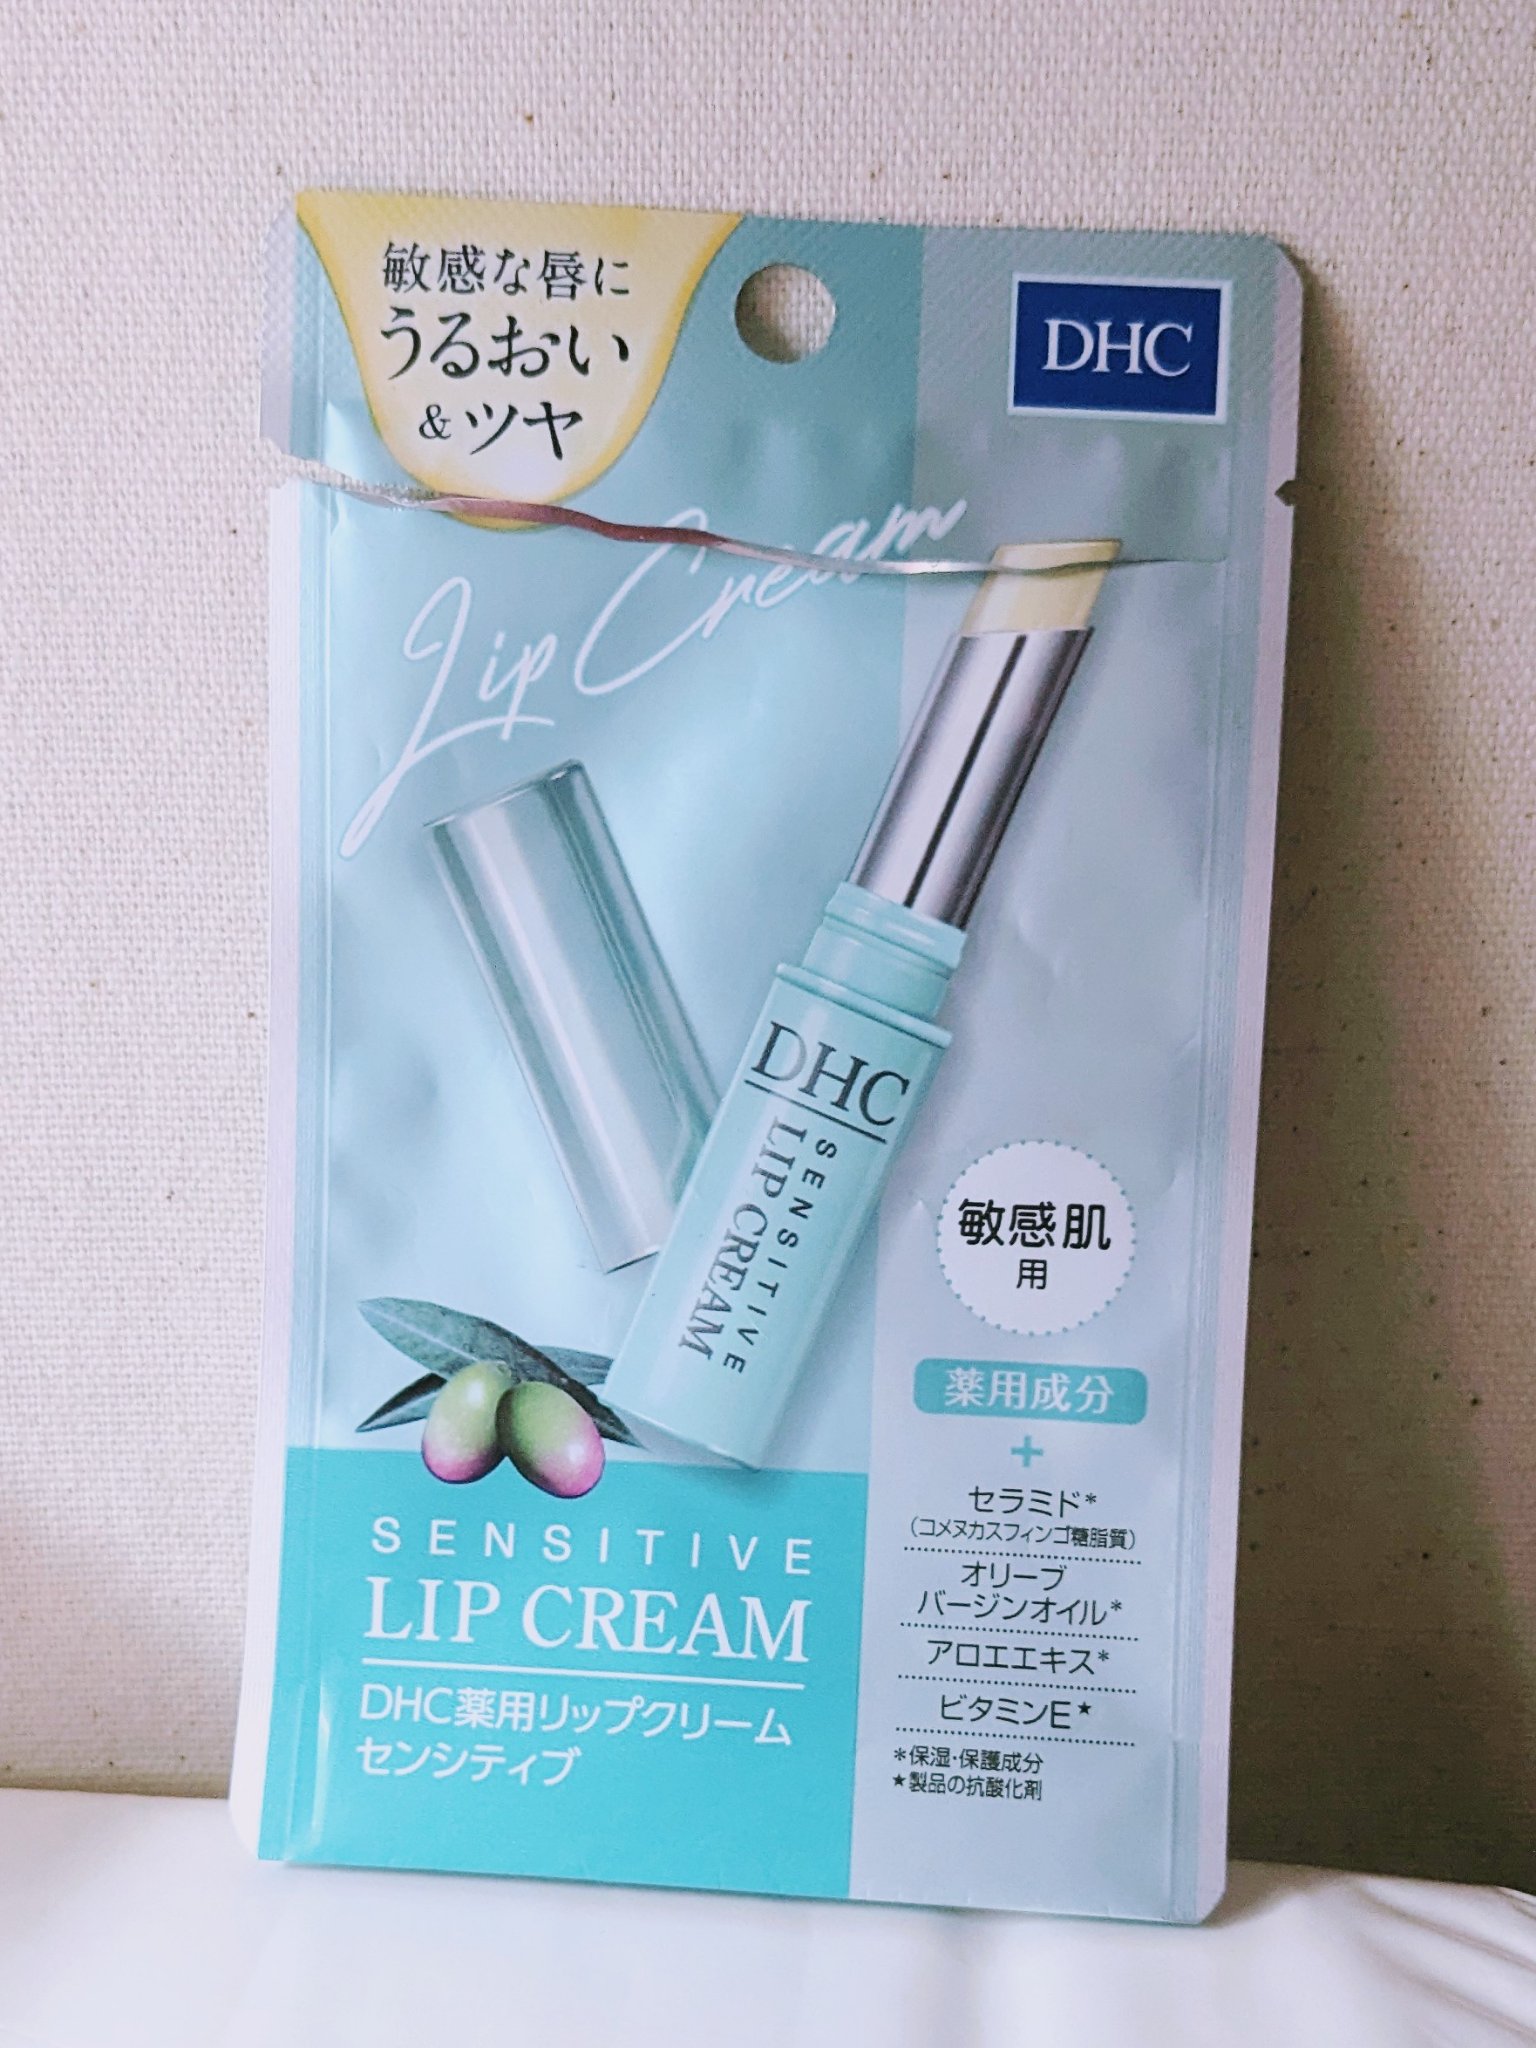 敏感な唇に
うるおい
&ツヤ
DHC
Lip Cream
DHC
SENSITIVE
LIP CREAM
敏感肌
用
薬用成分
+
セラミド*
(コメヌカスフィンゴ糖脂質)
オリーブ
バージンオイル*
アロエエキス*
ビタミンE★
*保湿・保護成分
★製品の抗酸化剤
SENSITIVE
LIP CREAM
DHC薬用リップクリーム
センシティブ